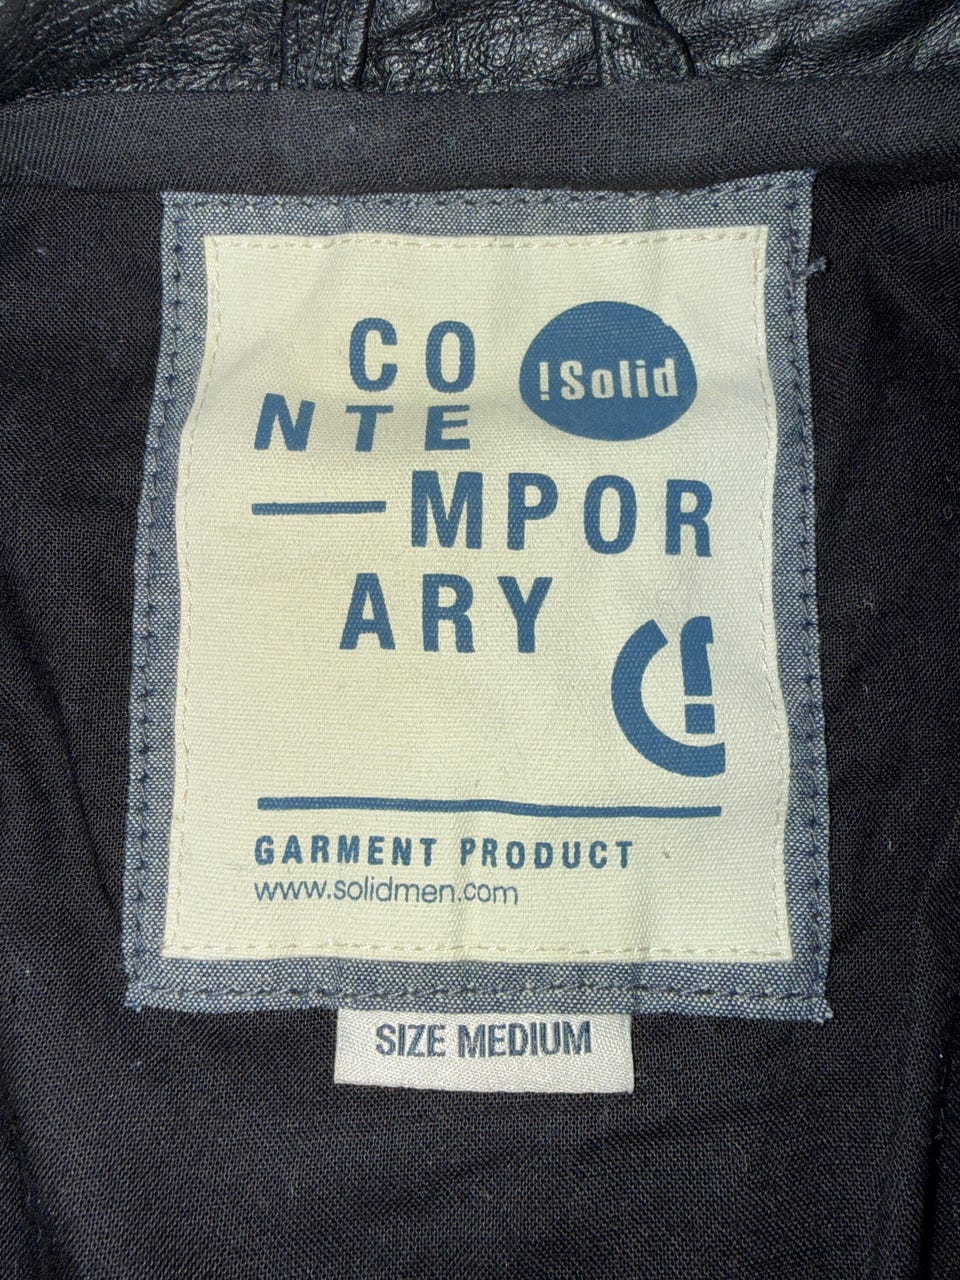 CO
!Solid
NTE
—MPOR
ARY
GARMENT PRODUCT
www.solidmen.com
SIZE MEDIUM